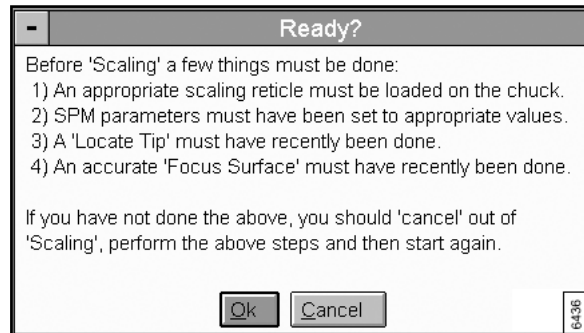 Ready?
Before 'Scaling' a few things must be done:
1) An appropriate scaling reticle must be loaded on the chuck.
2) SPM parameters must have been set to appropriate values.
3) A 'Locate Tip' must have recently been done.
4) An accurate 'Focus Surface' must have recently been done.
If you have not done the above, you should 'cancel' out of
'Scaling', perform the above steps and then start again.
Ok Cancel
6436